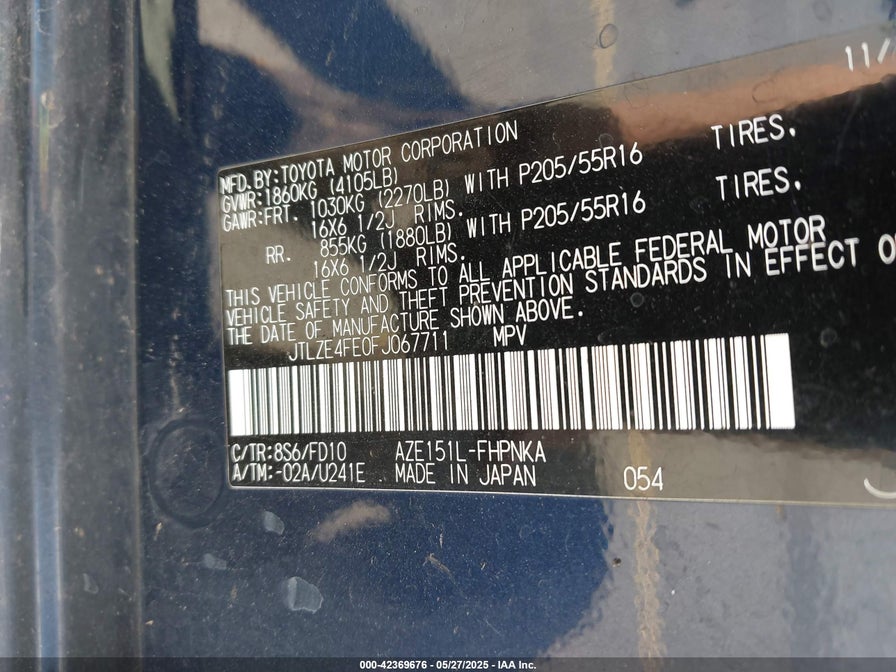 11/
MFD.BY:TOYOTA MOTOR CORPORATION
GVWR:1860KG (4105LB)
GAWR:FRT. 1030KG (2270LB) WITH P205/55R16 TIRES.
16X6 1/2J RIMS.
RR. 855KG (1880LB) WITH P205/55R16 TIRES.
16X6 1/2J RIMS.
THIS VEHICLE CONFORMS TO ALL APPLICABLE FEDERAL MOTOR
VEHICLE SAFETY AND THEFT PREVENTION STANDARDS IN EFFECT O
THE DATE OF MANUFACTURE SHOWN ABOVE.
JTLZE4FE0FJ067711 MPV
C/TR:8S6/FD10 AZE151L-FHPNKA
A/TM:-02A/U241E MADE IN JAPAN 054
000-42369676 • 05/27/2025 • IAA Inc.